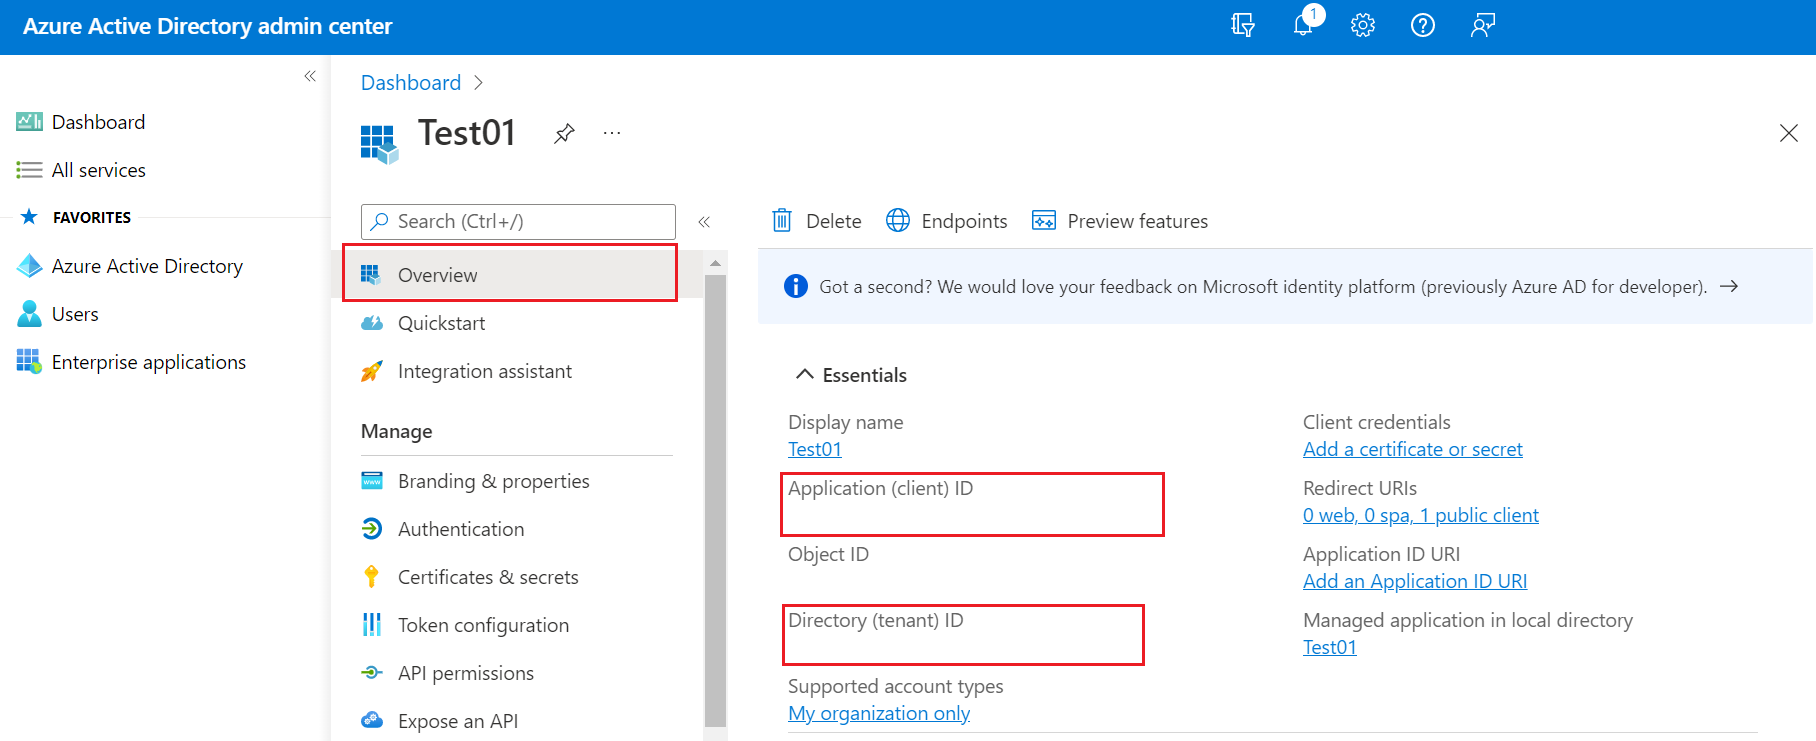 Azure Active Directory admin center
1
Dashboard
All services
FAVORITES
Azure Active Directory
Users
Enterprise applications
Dashboard
Test01
Search (Ctrl+/)
Overview
Quickstart
Integration assistant
Manage
Branding & properties
Authentication
Certificates & secrets
Token configuration
API permissions
Expose an API
Delete
Endpoints
Preview features
Got a second? We would love your feedback on Microsoft identity platform (previously Azure AD for developer).
Essentials
Display name
Test01
Application (client) ID
Object ID
Directory (tenant) ID
Supported account types
My organization only
Client credentials
Add a certificate or secret
Redirect URIs
0 web, 0 spa, 1 public client
Application ID URI
Add an Application ID URI
Managed application in local directory
Test01